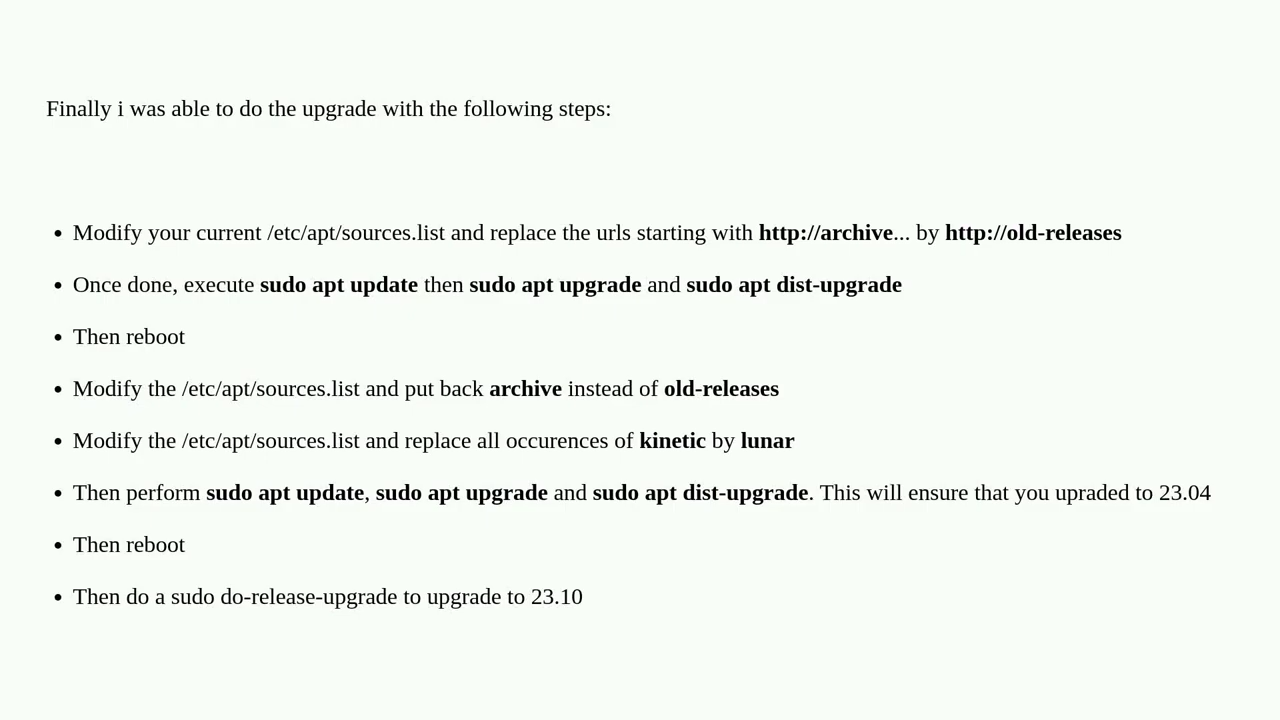 Finally i was able to do the upgrade with the following steps:
• Modify your current /etc/apt/sources.list and replace the urls starting with http://archive... by http://old-releases
• Once done, execute sudo apt update then sudo apt upgrade and sudo apt dist-upgrade
• Then reboot
• Modify the /etc/apt/sources.list and put back archive instead of old-releases
• Modify the /etc/apt/sources.list and replace all occurences of kinetic by lunar
• Then perform sudo apt update, sudo apt upgrade and sudo apt dist-upgrade. This will ensure that you upraded to 23.04
• Then reboot
• Then do a sudo do-release-upgrade to upgrade to 23.10